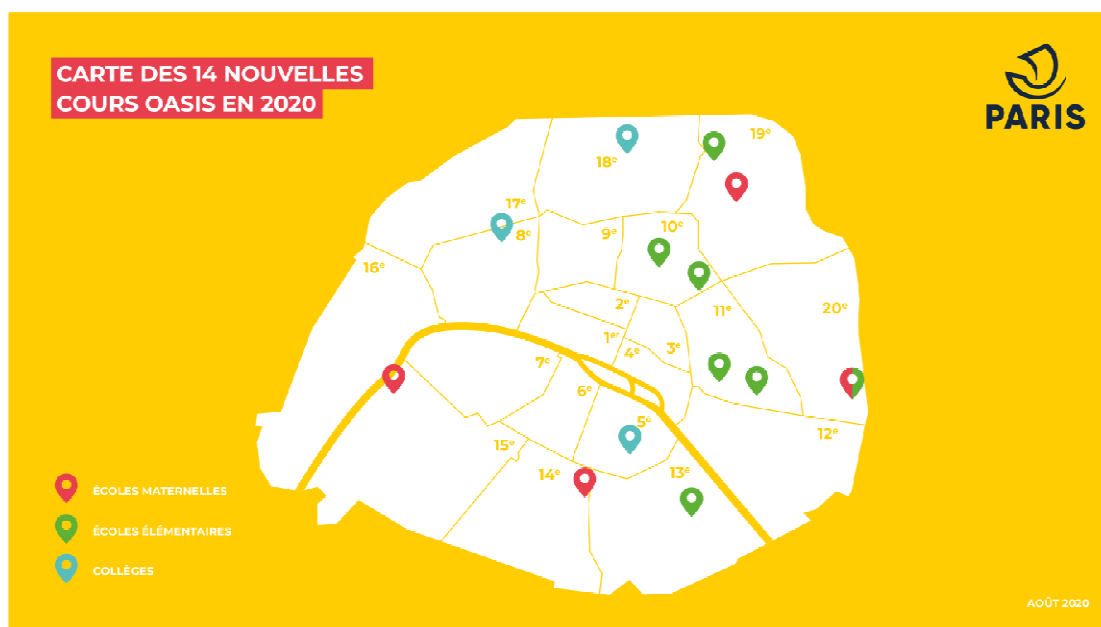 CARTE DES 14 NOUVELLES
COURS OASIS EN 2020
PARIS
19ᵉ
18ᵉ
17ᵉ
8ᵉ
9ᵉ
10ᵉ
16ᵉ
2ᵉ
11ᵉ
20ᵉ
1ᵉʳ
4ᵉ
3ᵉ
7ᵉ
6ᵉ
5ᵉ
12ᵉ
15ᵉ
14ᵉ
13ᵉ
ÉCOLES MATERNELLES
ÉCOLES ÉLÉMENTAIRES
COLLÈGES
AOÛT 2020